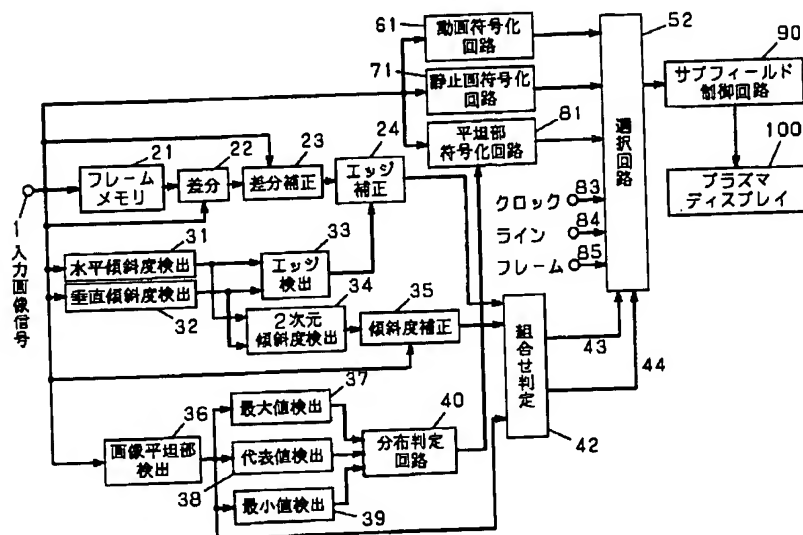 61
動画符号化
回路
52
71
静止画符号化
回路
90
サブフィールド
制御回路
21
22
23
24
平坦部
符号化回路
81
選択回路
100
プラズマ
ディスプレイ
フレーム
メモリ
差分
差分補正
エッジ
補正
1
入力画像信号
クロック
83
ライン
84
フレーム
85
31
水平傾斜度検出
33
エッジ
検出
垂直傾斜度検出
32
34
2次元
傾斜度検出
35
傾斜度補正
組合せ判定
43
44
42
36
画像平坦部
検出
37
最大値検出
40
分布判定
回路
代表値検出
38
最小値検出
39